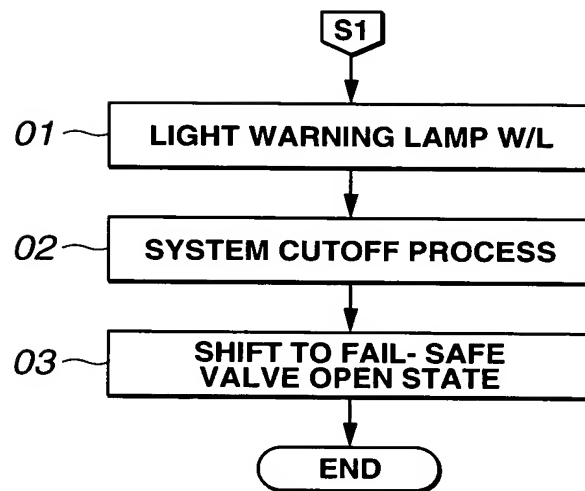 S1
01
LIGHT WARNING LAMP W/L
02
SYSTEM CUTOFF PROCESS
03
SHIFT TO FAIL- SAFE
VALVE OPEN STATE
END